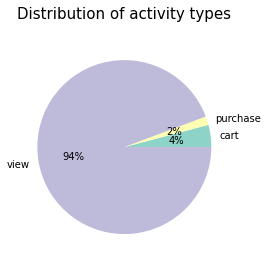 Distribution of activity types
purchase
2%
cart
4%
94%
view